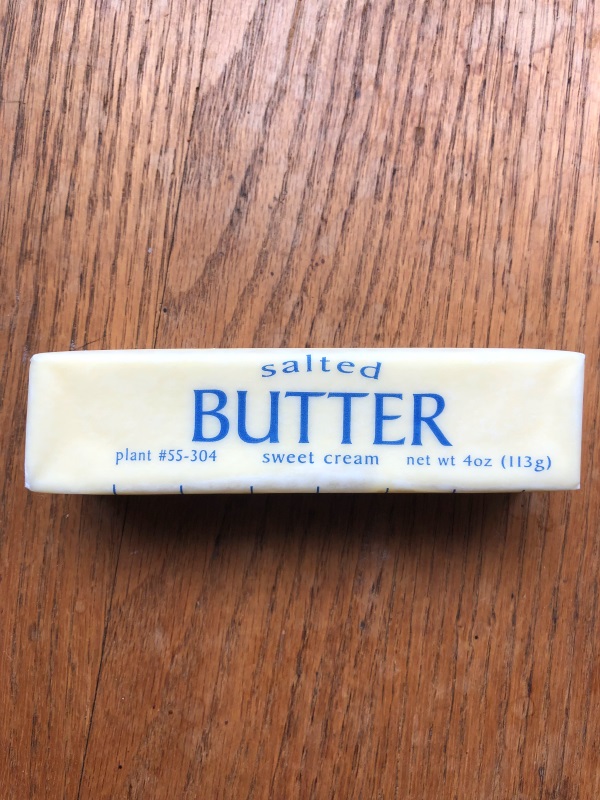 salted
BUTTER
plant #55-304 sweet cream net wt 4oz (113g)